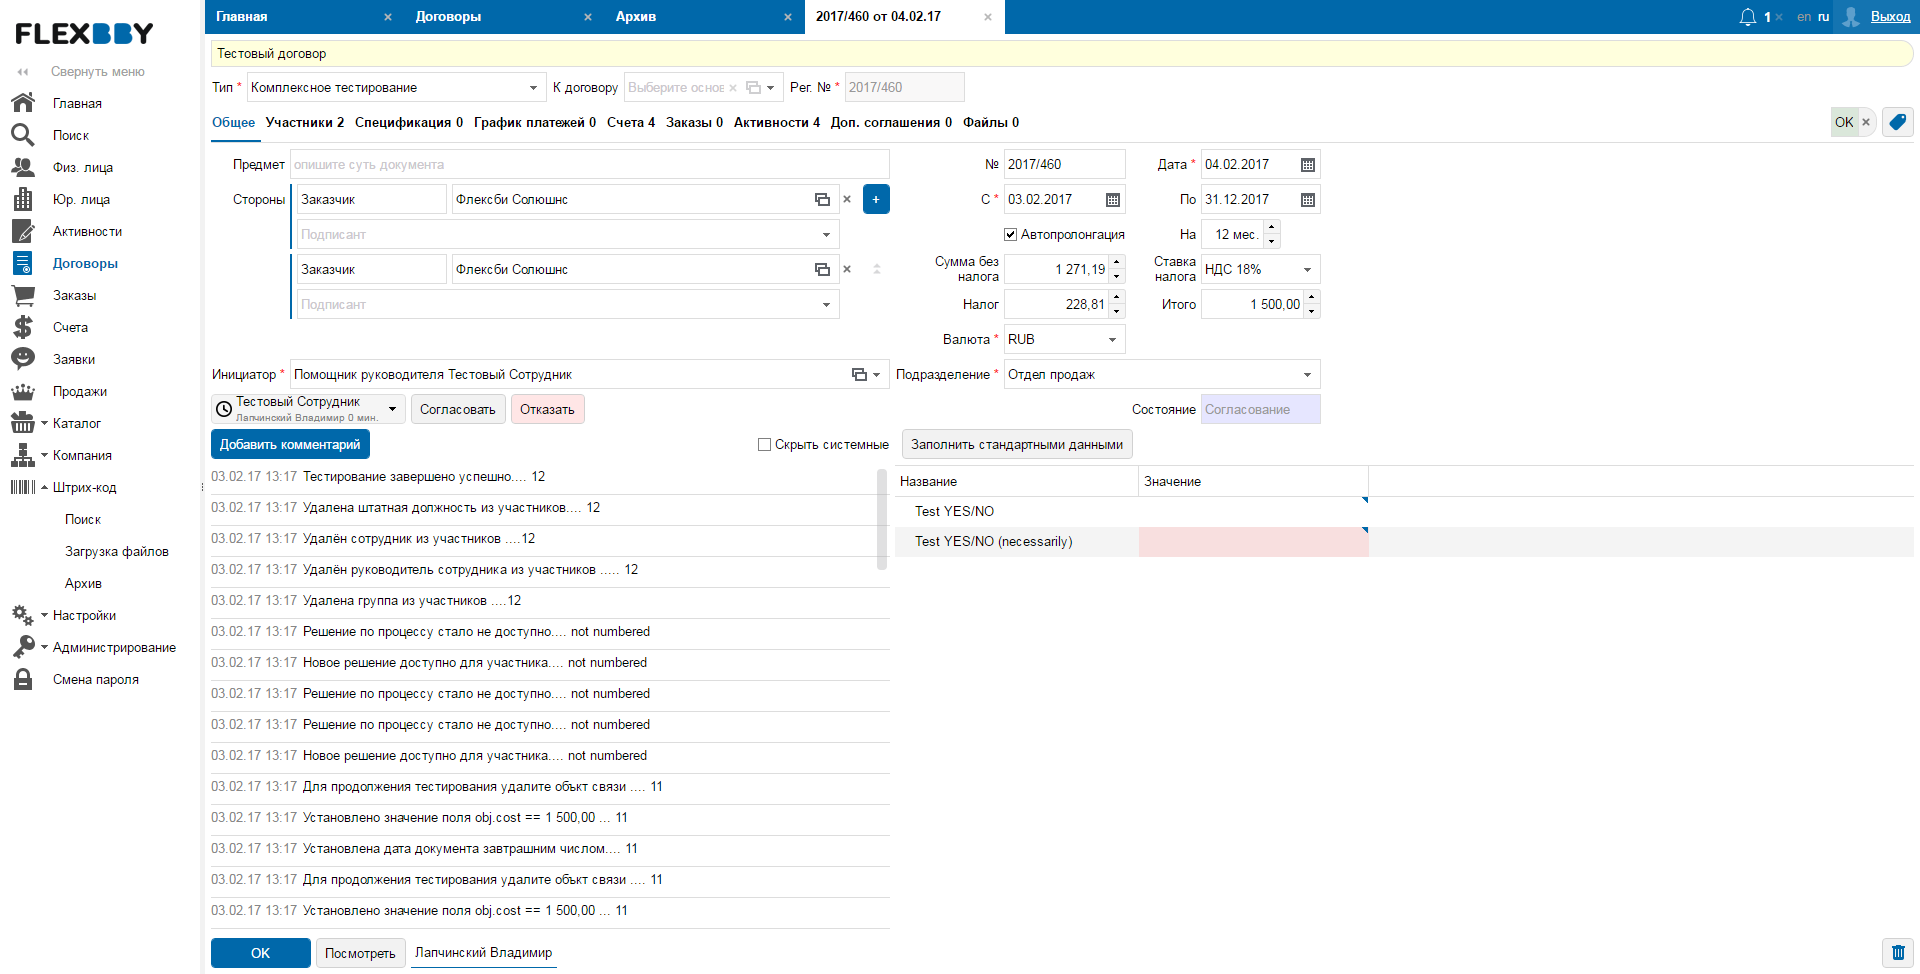 FLEXBBY
Главная
Договоры
Архив
2017/460 от 04.02.17
1
en ru
Выход
Свернуть меню
Главная
Поиск
Физ. лица
Юр. лица
Активности
Договоры
Заказы
Счета
Заявки
Продажи
Каталог
Компания
Штрих-код
Поиск
Загрузка файлов
Архив
Настройки
Администрирование
Смена пароля
Тестовый договор
Тип * Комплексное тестирование К договору Выберите основ Рег. № * 2017/460
Общее Участники 2 Спецификация 0 График платежей 0 Счета 4 Заказы 0 Активности 4 Доп. соглашения 0 Файлы 0
OK
Предмет опишите суть документа № 2017/460 Дата * 04.02.2017
Стороны Заказчик Флексби Солюшнс + С * 03.02.2017 По 31.12.2017
Подписант Автопролонгация На 12 мес.
Заказчик Флексби Солюшнс Сумма без налога 1 271,19 Ставка налога НДС 18%
Подписант Налог 228,81 Итого 1 500,00
Валюта * RUB
Инициатор * Помощник руководителя Тестовый Сотрудник Подразделение * Отдел продаж
Тестовый Сотрудник
Лапчинский Владимир 0 мин.
Согласовать Отказать Состояние Согласование
Добавить комментарий Скрыть системные Заполнить стандартными данными
03.02.17 13:17 Тестирование завершено успешно.... 12
03.02.17 13:17 Удалена штатная должность из участников.... 12
03.02.17 13:17 Удалён сотрудник из участников ....12
03.02.17 13:17 Удалён руководитель сотрудника из участников ..... 12
03.02.17 13:17 Удалена группа из участников ....12
03.02.17 13:17 Решение по процессу стало не доступно.... not numbered
03.02.17 13:17 Новое решение доступно для участника.... not numbered
03.02.17 13:17 Решение по процессу стало не доступно.... not numbered
03.02.17 13:17 Решение по процессу стало не доступно.... not numbered
03.02.17 13:17 Новое решение доступно для участника.... not numbered
03.02.17 13:17 Для продолжения тестирования удалите объкт связи .... 11
03.02.17 13:17 Установлено значение поля obj.cost == 1 500,00 ... 11
03.02.17 13:17 Установлена дата документа завтрашним числом.... 11
03.02.17 13:17 Для продолжения тестирования удалите объкт связи .... 11
03.02.17 13:17 Установлено значение поля obj.cost == 1 500,00 ... 11
Название Значение
Test YES/NO
Test YES/NO (necessarily)
OK Посмотреть Лапчинский Владимир